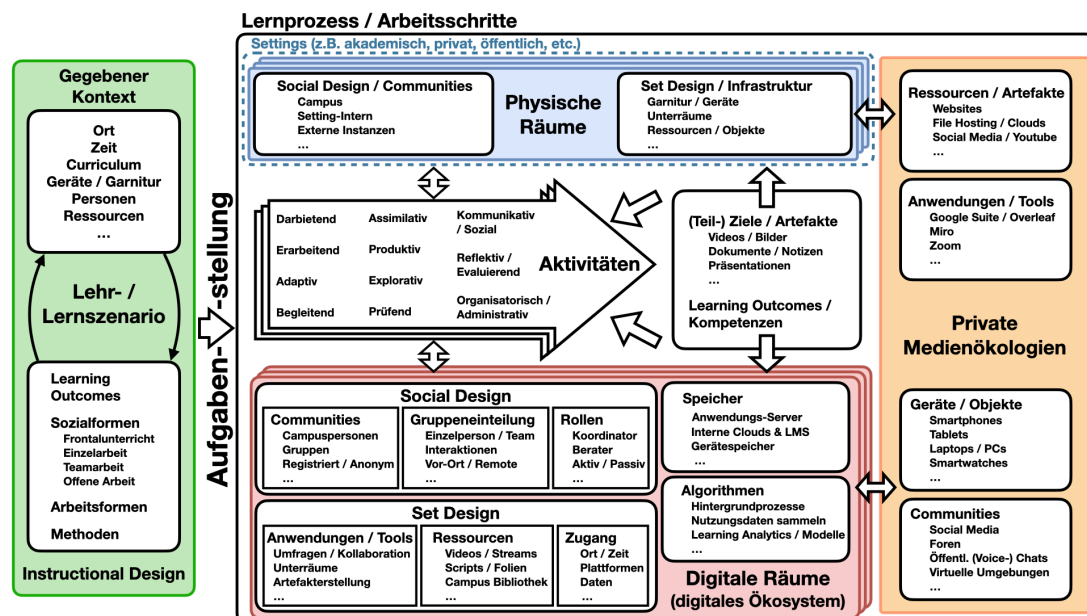 Lernprozess / Arbeitsschritte
Gegebener
Kontext
Ort
Zeit
Curriculum
Geräte / Garnitur
Personen
Ressourcen
...
Lehr- /
Lernszenario
Learning
Outcomes
Sozialformen
Frontalunterricht
Einzelarbeit
Teamarbeit
Offene Arbeit
Arbeitsformen
Methoden
Instructional Design
Aufgaben-
-stellung
Settings (z.B. akademisch, privat, öffentlich, etc.)
Social Design / Communities
Campus
Setting-Intern
Externe Instanzen
...
Physische
Räume
Set Design / Infrastruktur
Garnitur / Geräte
Unterräume
Ressourcen / Objekte
...
Darbietend
Erarbeitend
Adaptiv
Begleitend
Assimilativ
Produktiv
Explorativ
Prüfend
Kommunikativ
/ Sozial
Reflektiv /
Evaluierend
Organisatorisch /
Administrativ
Aktivitäten
(Teil-) Ziele / Artefakte
Videos / Bilder
Dokumente / Notizen
Präsentationen
...
Learning Outcomes /
Kompetenzen
Social Design
Communities
Campuspersonen
Gruppen
Registriert / Anonym
...
Gruppeneinteilung
Einzelperson / Team
Interaktionen
Vor-Ort / Remote
...
Rollen
Koordinator
Berater
Aktiv / Passiv
...
Set Design
Anwendungen / Tools
Umfragen / Kollaboration
Unterräume
Artefakterstellung
...
Ressourcen
Videos / Streams
Scripts / Folien
Campus Bibliothek
...
Zugang
Ort / Zeit
Plattformen
Daten
...
Speicher
Anwendungs-Server
Interne Clouds & LMS
Gerätespeicher
...
Algorithmen
Hintergrundprozesse
Nutzungsdaten sammeln
Learning Analytics / Modelle
...
Digitale Räume
(digitales Ökosystem)
Ressourcen / Artefakte
Websites
File Hosting / Clouds
Social Media / Youtube
...
Anwendungen / Tools
Google Suite / Overleaf
Miro
Zoom
...
Private
Medienökologien
Geräte / Objekte
Smartphones
Tablets
Laptops / PCs
Smartwatches
...
Communities
Social Media
Foren
Öffentl. (Voice-) Chats
Virtuelle Umgebungen
...